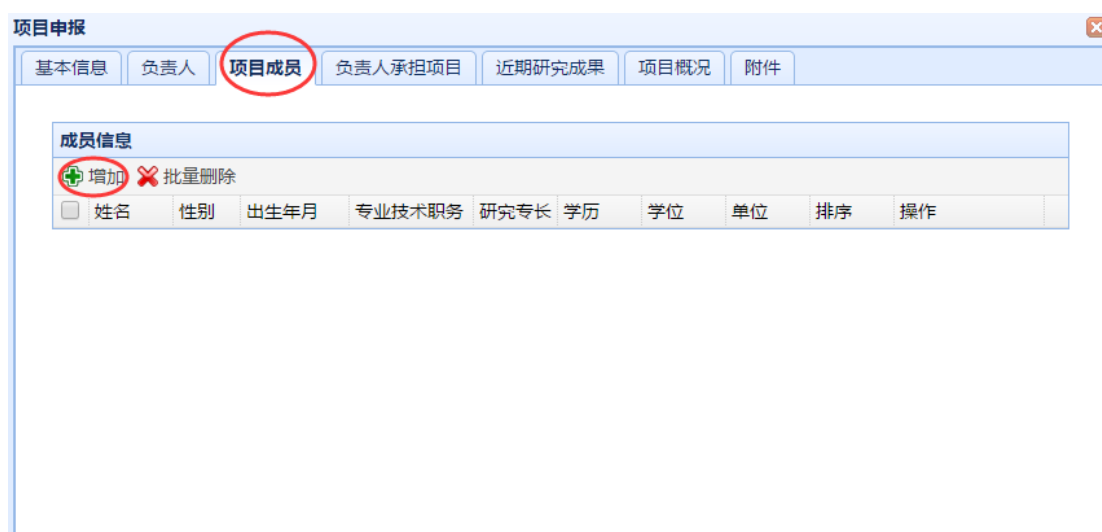 项目申报
基本信息 负责人 项目成员 负责人承担项目 近期研究成果 项目概况 附件
成员信息
增加 批量删除
姓名 性别 出生年月 专业技术职务 研究专长 学历 学位 单位 排序 操作